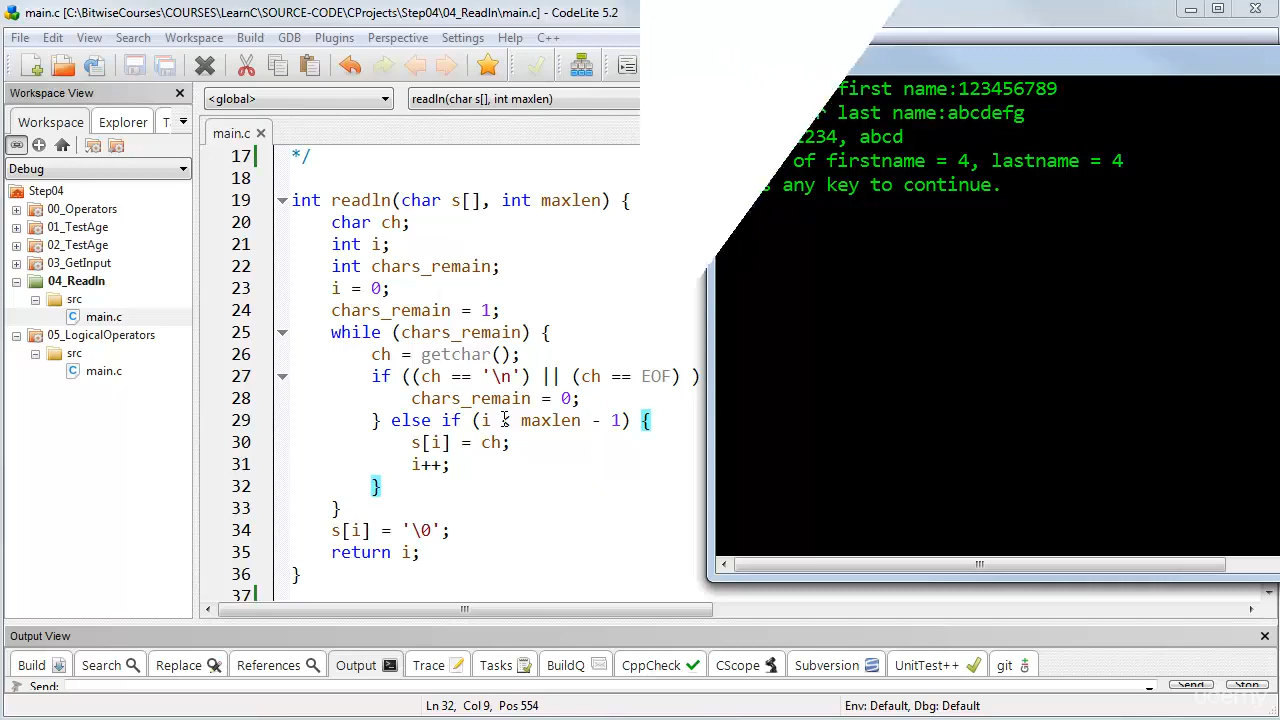 main.c [C:\BitwiseCourses\COURSES\LearnC\SOURCE-CODE\CProjects\Step04\04_Readln\main.c] - CodeLite 5.2
File Edit View Search Workspace Build GDB Plugins Perspective Settings Help C++
Workspace View
Workspace Explorer
Debug
Step04
00_Operators
01_TestAge
02_TestAge
03_GetInput
04_Readln
src
main.c
05_LogicalOperators
src
main.c
<global> readln(char s[], int maxlen)
main.c
17 */
18
19 int readln(char s[], int maxlen) {
20 char ch;
21 int i;
22 int chars_remain;
23 i = 0;
24 chars_remain = 1;
25 while (chars_remain) {
26 ch = getchar();
27 if ((ch == '\n') || (ch == EOF) )
28 chars_remain = 0;
29 } else if (i maxlen - 1) {
30 s[i] = ch;
31 i++;
32 }
33 }
34 s[i] = '\0';
35 return i;
36 }
37
first name:123456789
last name:abcdefg
abcd
of firstname = 4, lastname = 4
any key to continue.
Output View
Build Search Replace References Output Trace Tasks BuildQ CppCheck CScope Subversion UnitTest++ git
Send: Send Stop
Ln 32, Col 9, Pos 554 Env: Default, Dbg: Default
udemy